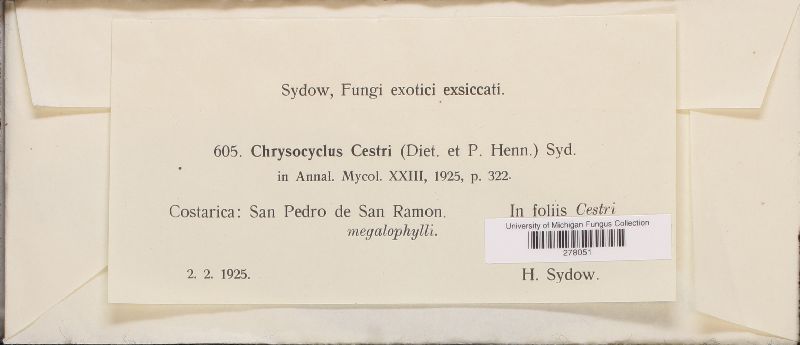 Sydow, Fungi exotici exsiccati.
605. Chrysocyclus Cestri (Diet. et P. Henn.) Syd.
in Annal. Mycol. XXIII, 1925, p. 322.
Costarica: San Pedro de San Ramon. In foliis Cestri
megalophylli.
University of Michigan Fungus Collection
278051
2. 2. 1925. H. Sydow.